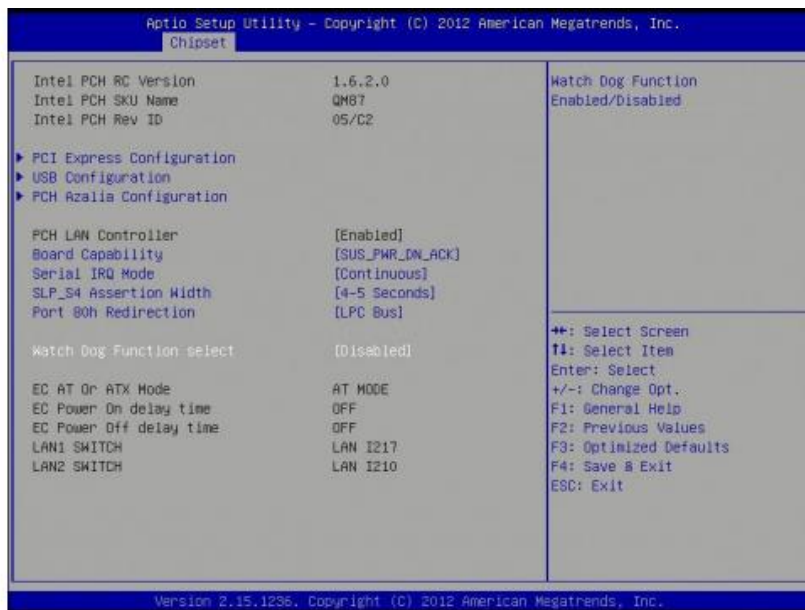 Aptio Setup Utility – Copyright (C) 2012 American Megatrends, Inc.
Chipset
Intel PCH RC Version 1.6.2.0
Intel PCH SKU Name QM87
Intel PCH Rev ID 05/C2
PCI Express Configuration
USB Configuration
PCH Azalia Configuration
PCH LAN Controller [Enabled]
Board Capability [SUS_PWR_DN_ACK]
Serial IRQ Mode [Continuous]
SLP_S4 Assertion Width [4-5 Seconds]
Port 80h Redirection [LPC Bus]
Watch Dog Function select [Disabled]
EC AT Or ATX Mode AT MODE
EC Power On delay time OFF
EC Power Off delay time OFF
LAN1 SWITCH LAN I217
LAN2 SWITCH LAN I210
Watch Dog Function
Enabled/Disabled
→←: Select Screen
↑↓: Select Item
Enter: Select
+/-: Change Opt.
F1: General Help
F2: Previous Values
F3: Optimized Defaults
F4: Save & Exit
ESC: Exit
Version 2.15.1236. Copyright (C) 2012 American Megatrends, Inc.